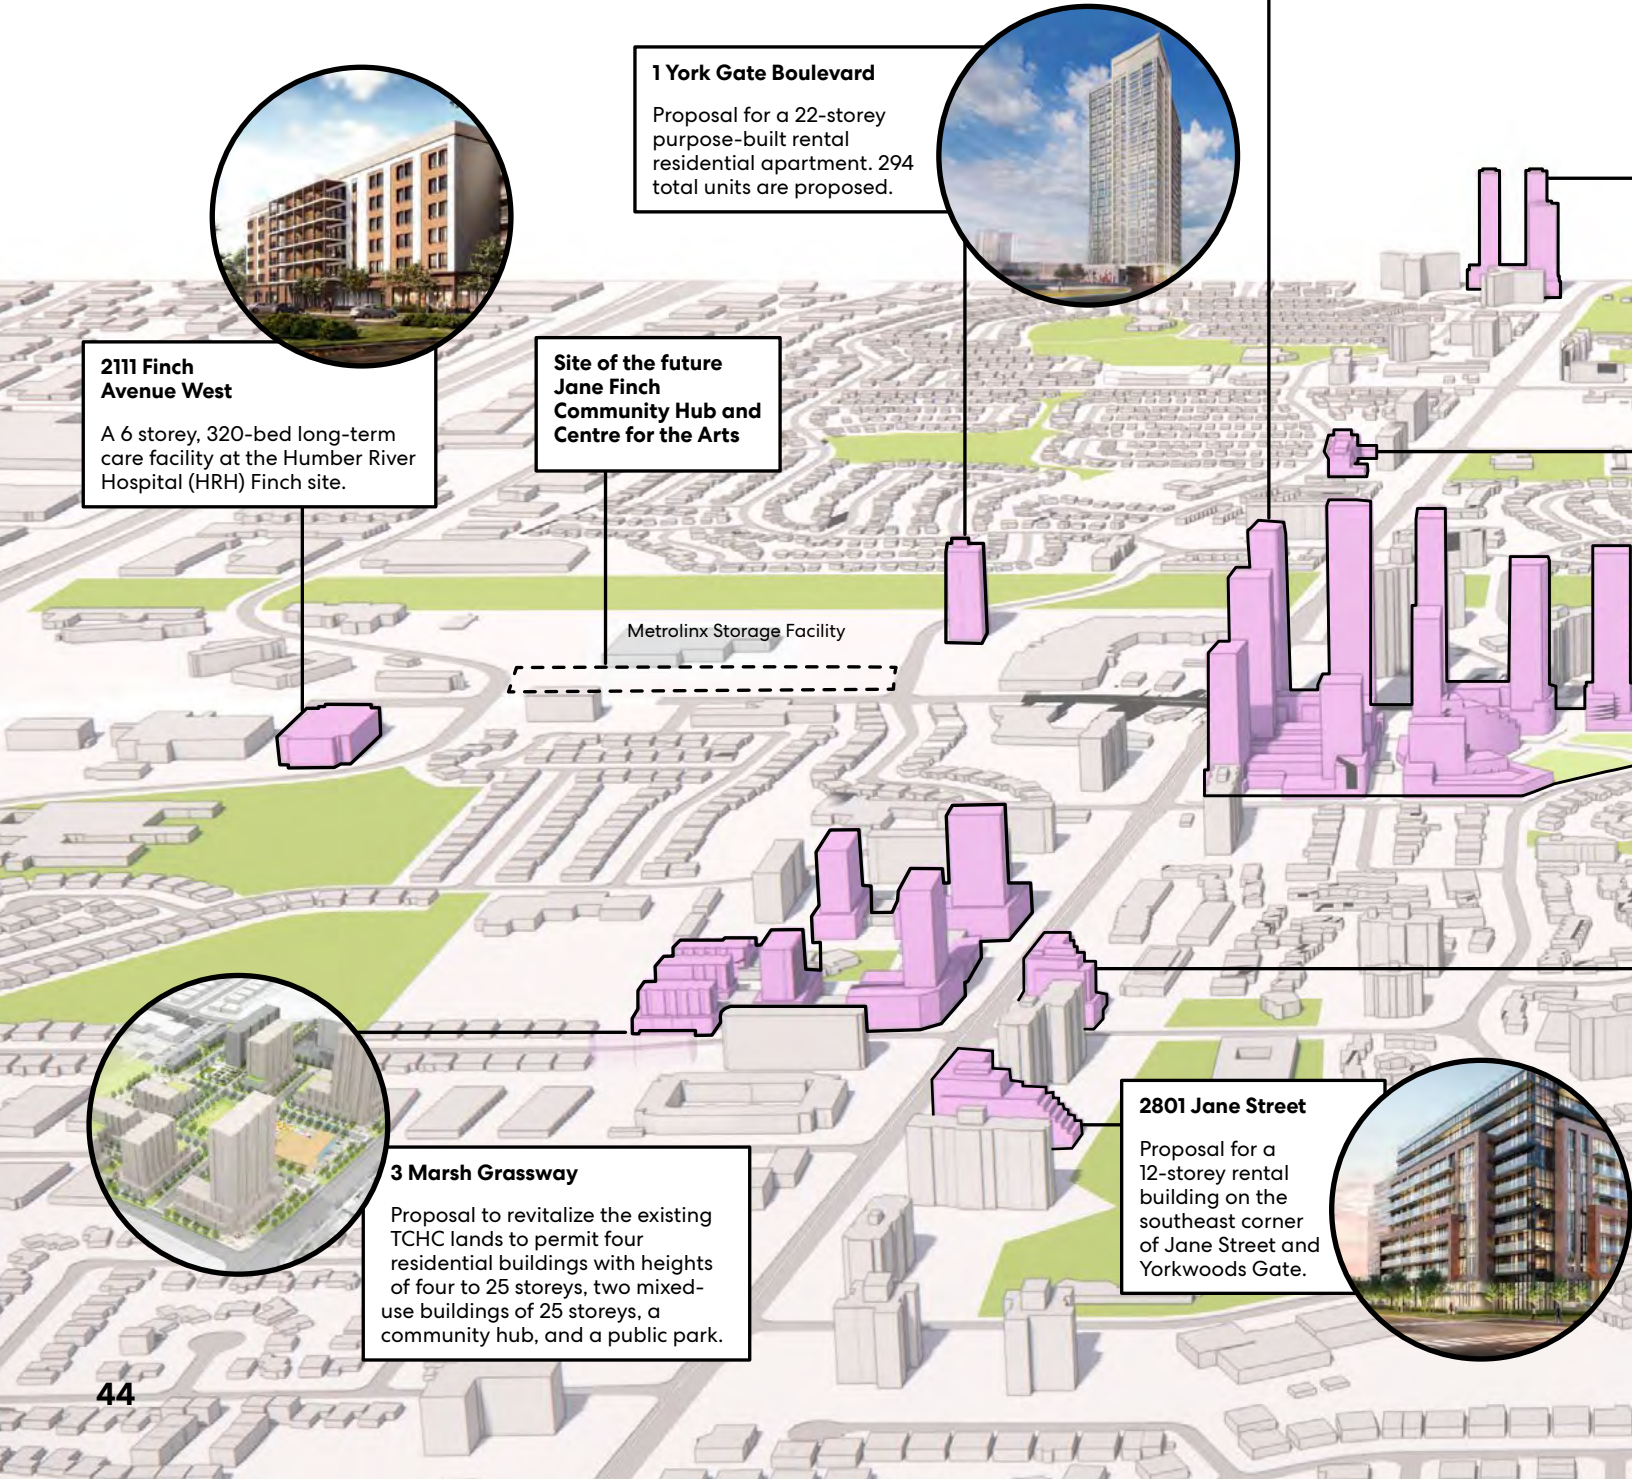 1 York Gate Boulevard
Proposal for a 22-storey
purpose-built rental
residential apartment. 294
total units are proposed.
2111 Finch
Avenue West
A 6 storey, 320-bed long-term
care facility at the Humber River
Hospital (HRH) Finch site.
Site of the future
Jane Finch
Community Hub and
Centre for the Arts
Metrolinx Storage Facility
2801 Jane Street
Proposal for a
12-storey rental
building on the
southeast corner
of Jane Street and
Yorkwoods Gate.
3 Marsh Grassway
Proposal to revitalize the existing
TCHC lands to permit four
residential buildings with heights
of four to 25 storeys, two mixed-
use buildings of 25 storeys, a
community hub, and a public park.
44